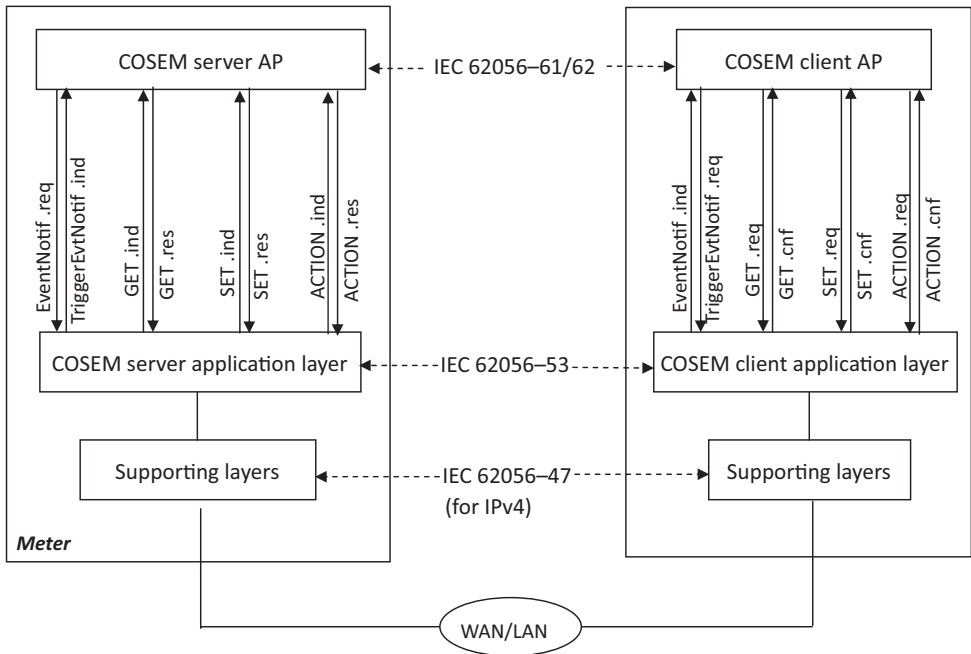 COSEM server AP
IEC 62056–61/62
COSEM client AP
EventNotif .req
TriggerEvtNotif .ind
GET .ind
GET .res
SET .ind
SET .res
ACTION .ind
ACTION .res
EventNotif .ind
TriggerEvtNotif .req
GET .req
GET .cnf
SET .req
SET .cnf
ACTION .req
ACTION .cnf
COSEM server application layer
IEC 62056–53
COSEM client application layer
Supporting layers
IEC 62056–47
(for IPv4)
Supporting layers
Meter
WAN/LAN